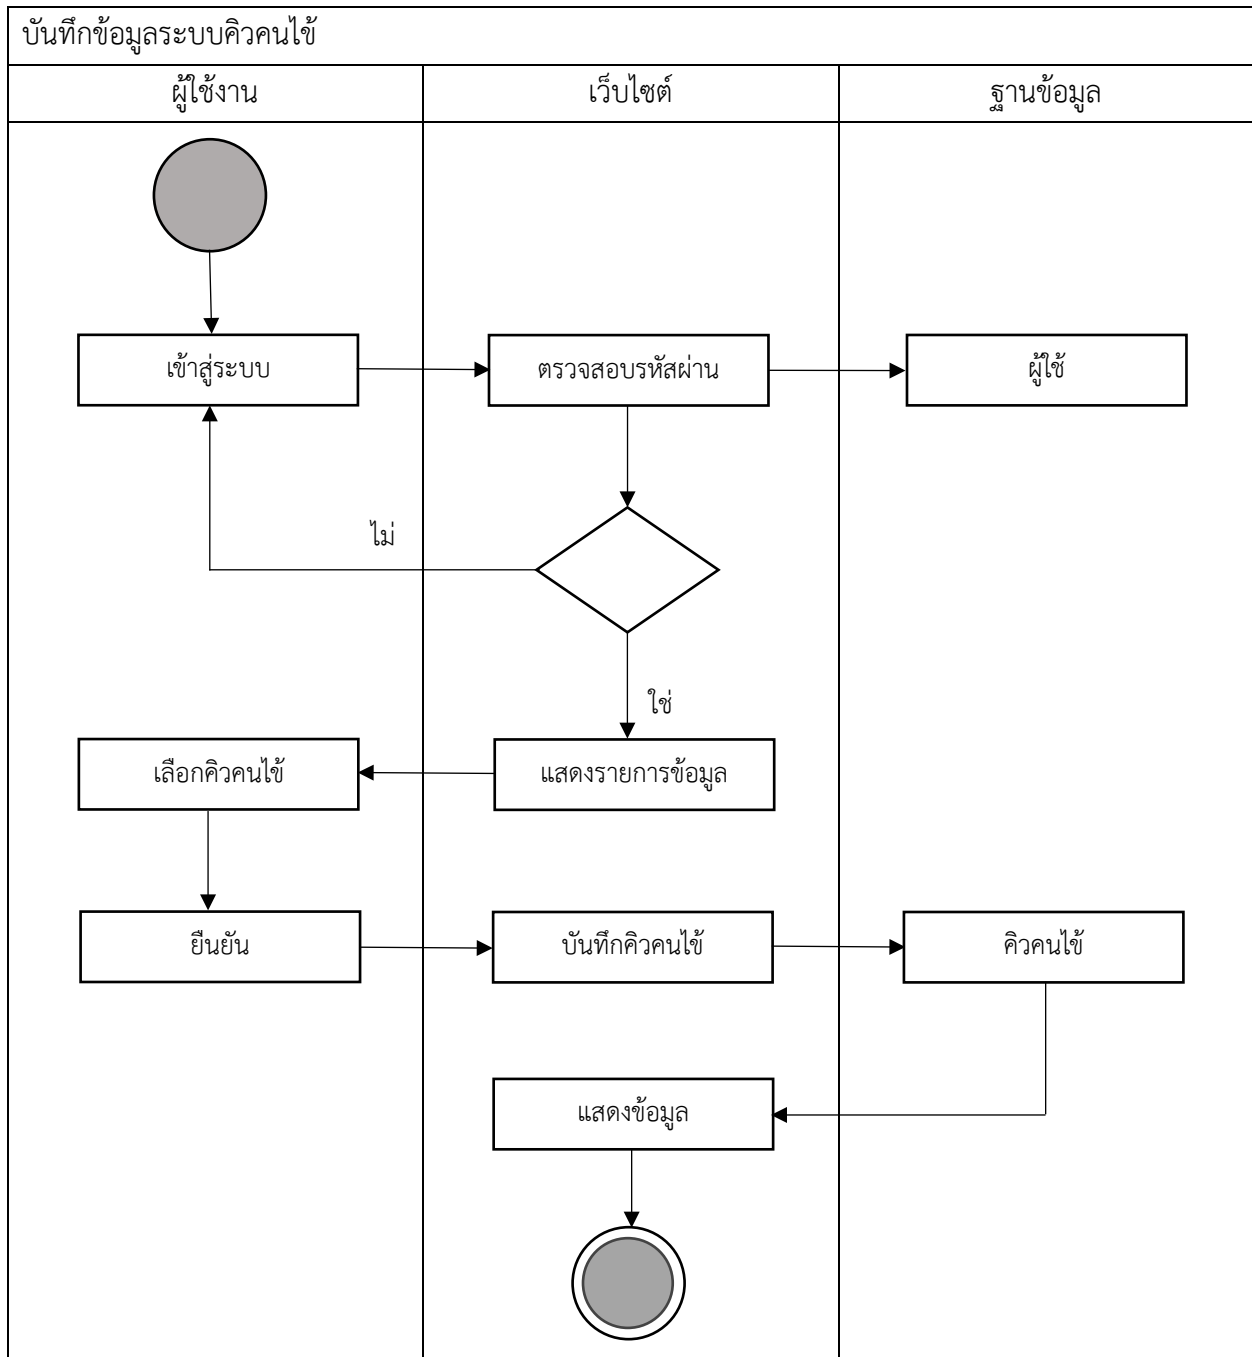 บันทึกข้อมูลระบบคิวคนไข้
ผู้ใช้งาน
เว็บไซต์
ฐานข้อมูล
เข้าสู่ระบบ
ตรวจสอบรหัสผ่าน
ผู้ใช้
ไม่
ใช่
เลือกคิวคนไข้
แสดงรายการข้อมูล
ยืนยัน
บันทึกคิวคนไข้
คิวคนไข้
แสดงข้อมูล